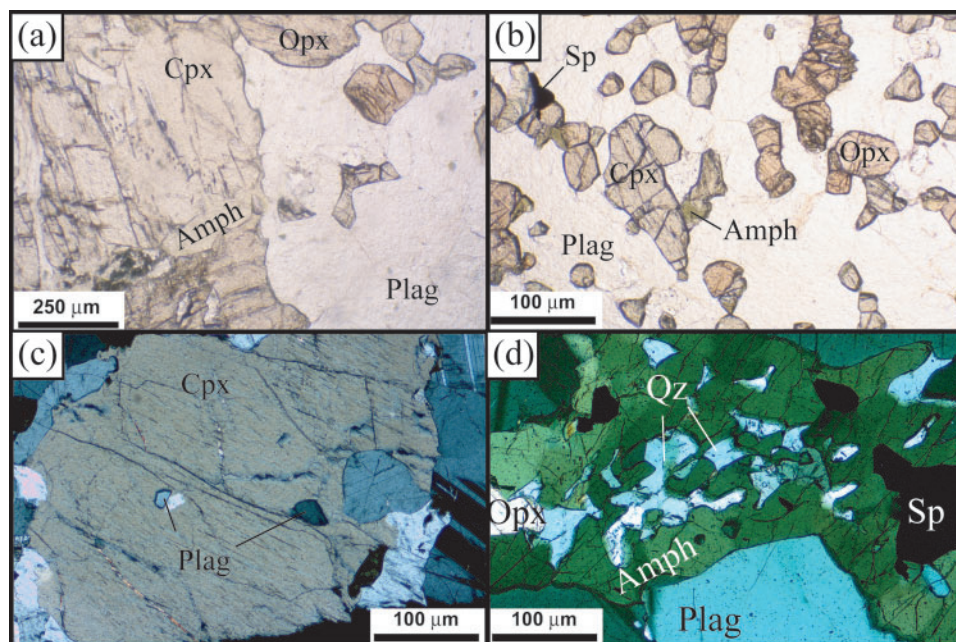 (a)
Opx
Cpx
Amph
Plag
250 µm
(b)
Sp
Cpx
Opx
Amph
Plag
100 µm
(c)
Cpx
Plag
100 µm
(d)
Qz
Opx
Sp
Amph
Plag
100 µm